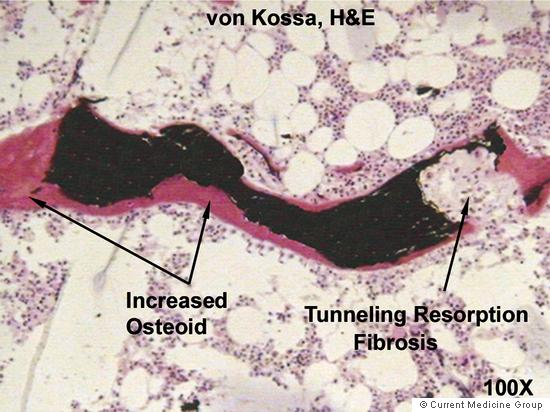 von Kossa, H&E
Increased
Osteoid
Tunneling Resorption
Fibrosis
100X
© Current Medicine Group